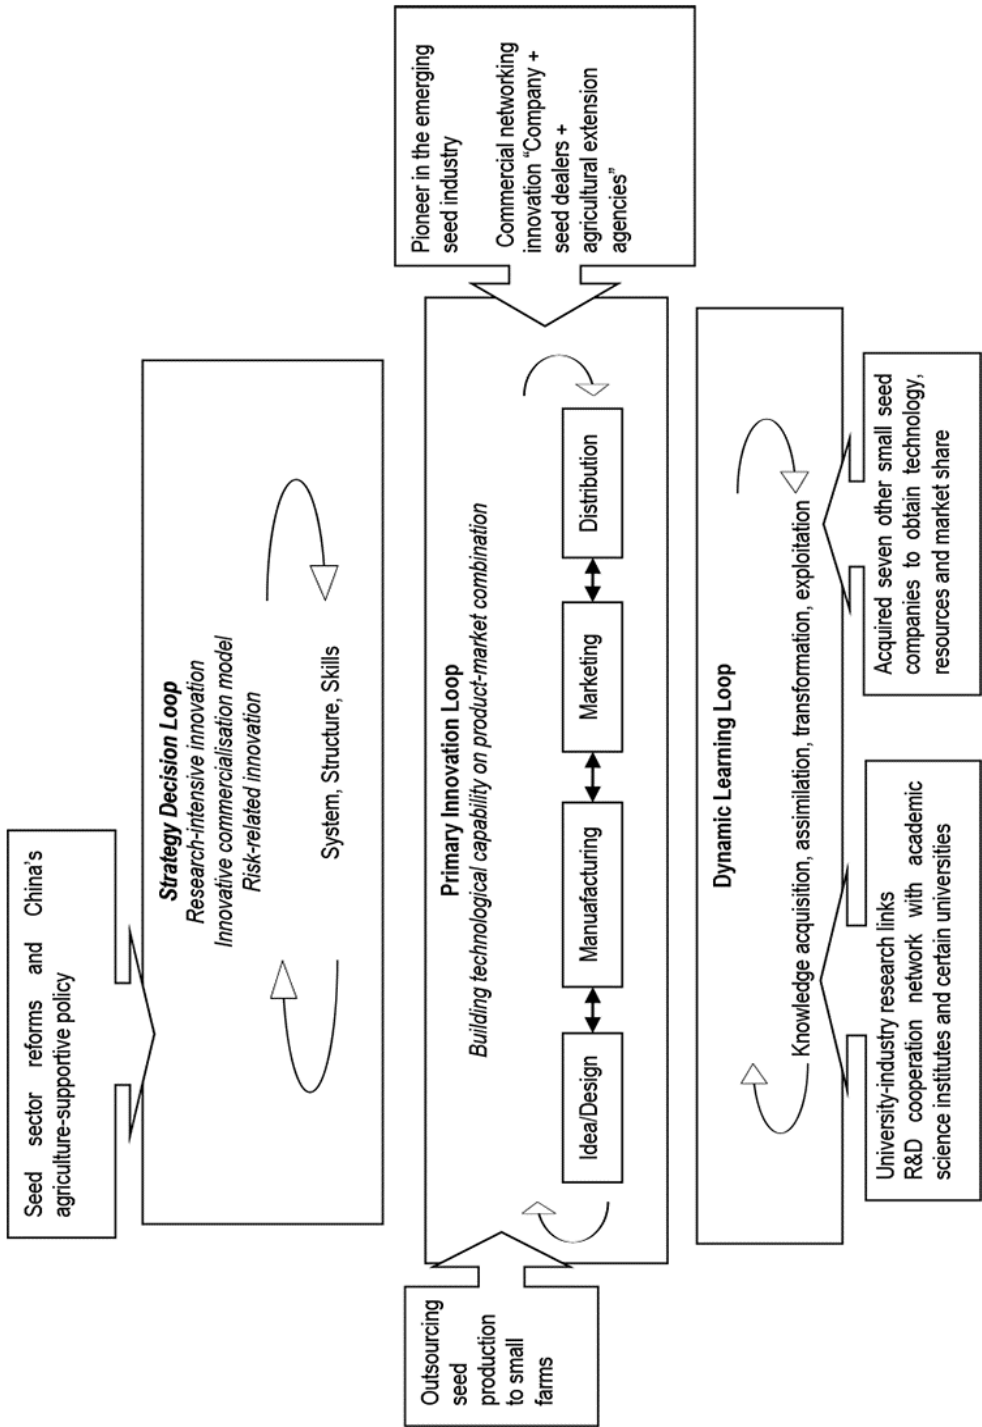 Seed sector reforms and China's
agriculture-supportive policy
Strategy Decision Loop
Research-intensive innovation
Innovative commercialisation model
Risk-related innovation
System, Structure, Skills
Outsourcing
seed
production
to small
farms
Primary Innovation Loop
Building technological capability on product-market combination
Idea/Design
Manuafacturing
Marketing
Distribution
Pioneer in the emerging
seed industry
Commercial networking
innovation “Company +
seed dealers +
agricultural extension
agencies”
Dynamic Learning Loop
Knowledge acquisition, assimilation, transformation, exploitation
University-industry research links
R&D cooperation network with academic
science institutes and certain universities
Acquired seven other small seed
companies to obtain technology,
resources and market share